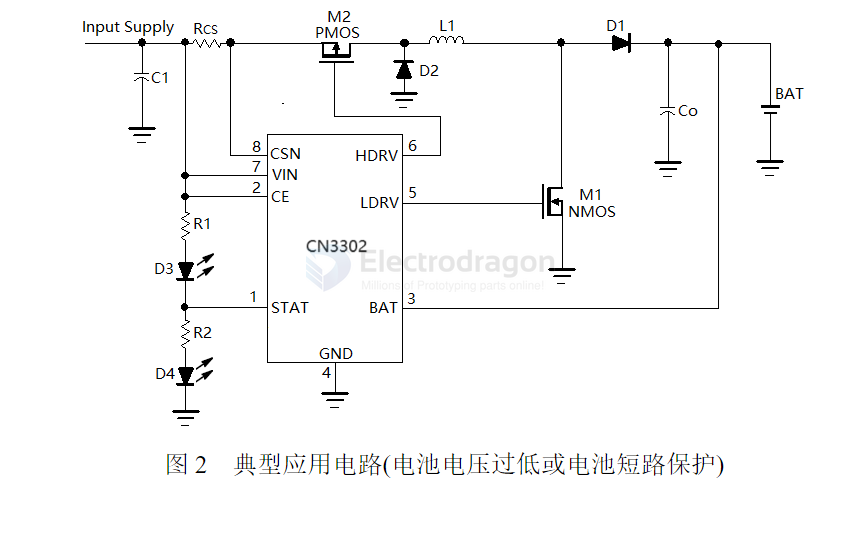 Input Supply
Rcs
M2
PMOS
L1
D1
C1
D2
Co
BAT
8 CSN
HDRV 6
7 VIN
2 CE
LDRV 5
M1
NMOS
R1
CN3302
D3
Electrodragon
Millions of Prototyping parts online!
1 STAT
BAT 3
R2
GND
4
D4
图 2 典型应用电路(电池电压过低或电池短路保护)